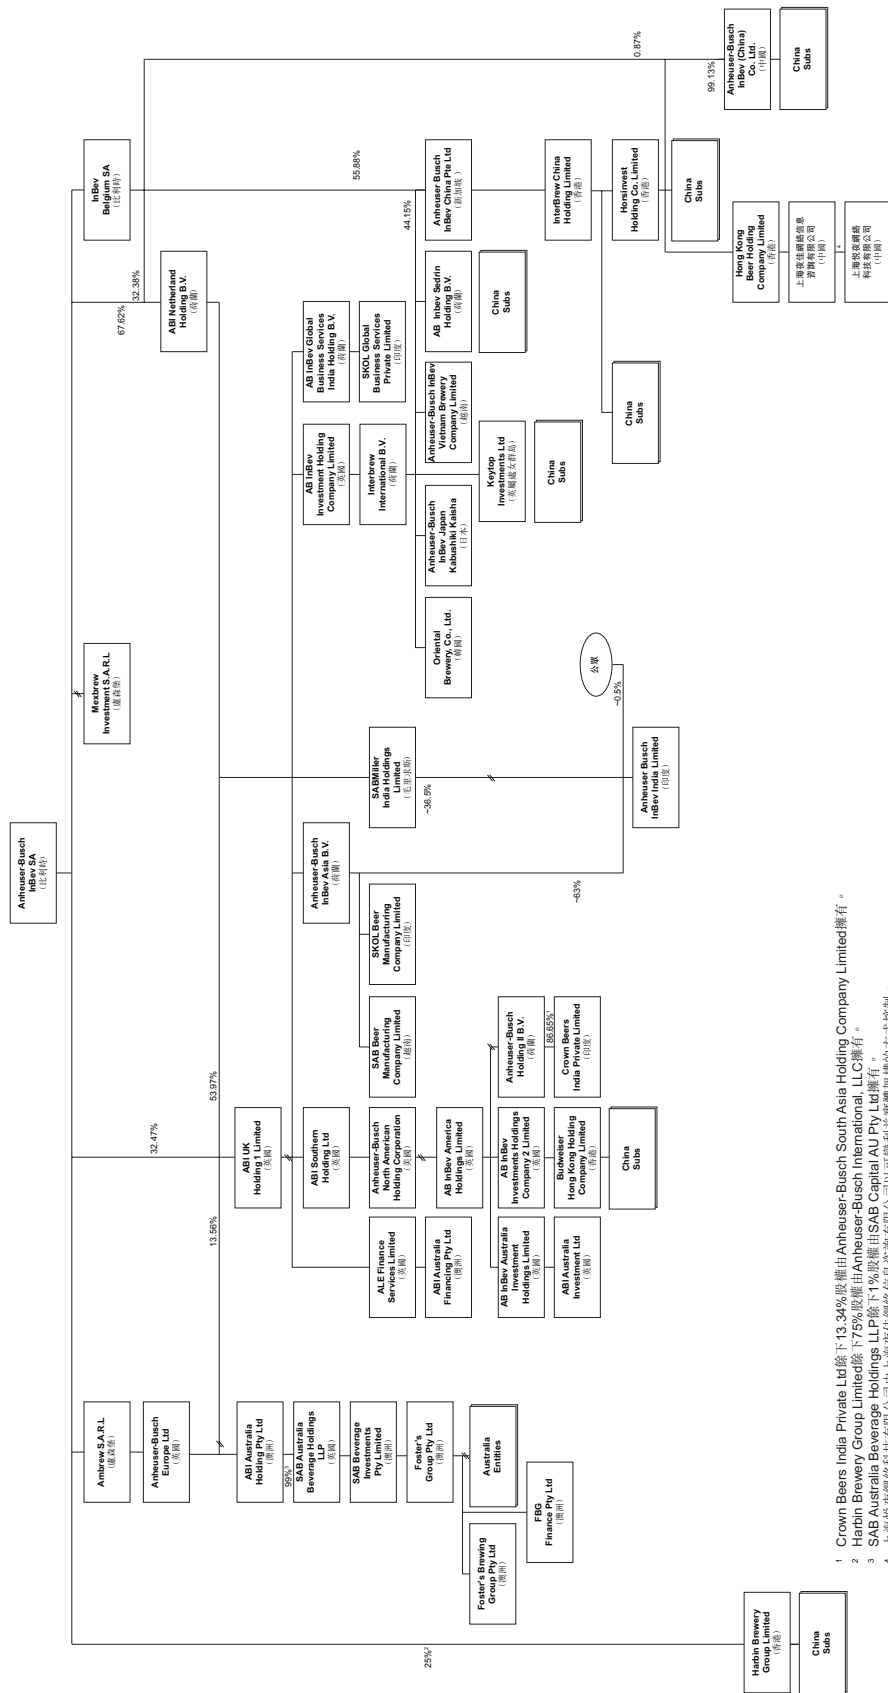 Anheuser-Busch
InBev SA
(比利時)
InBev
Belgium SA
(比利時)
Mexbrew
Investment S.A.R.L
(盧森堡)
Ambrew S.A.R.L
(盧森堡)
Anheuser-Busch
Europe Ltd
(英國)
67.62%
32.38%
ABI Netherland
Holding B.V.
(荷蘭)
32.47%
13.56%
53.97%
ABI UK
Holding 1 Limited
(英國)
ABI Australia
Holding Pty Ltd
(澳洲)
99%³
SAB Australia
Beverage Holdings
LLP
(英國)
SAB Beverage
Investments
Pty Limited
(澳洲)
Foster's
Group Pty Ltd
(澳洲)
Australia
Entities
Foster's Brewing
Group Pty Ltd
(澳洲)
FBG
Finance Pty Ltd
(澳洲)
25%²
Harbin Brewery
Group Limited
(香港)
China
Subs
ABI Southern
Holding Ltd
(英國)
ALE Finance
Services Limited
(英國)
ABI Australia
Financing Pty Ltd
(澳洲)
Anheuser-Busch
North American
Holding Corporation
(美國)
AB InBev America
Holdings Limited
(英國)
AB InBev Australia
Investment
Holdings Limited
(英國)
ABI Australia
Investment Ltd
(英國)
AB InBev
Investments Holdings
Company 2 Limited
(英國)
Budweiser
Hong Kong Holding
Company Limited
(香港)
China
Subs
Anheuser-Busch
Holding II B.V.
(荷蘭)
86.65%¹
Crown Beers
India Private Limited
(印度)
Anheuser-Busch
InBev Asia B.V.
(荷蘭)
SAB Beer
Manufacturing
Company Limited
(越南)
SKOL Beer
Manufacturing
Company Limited
(印度)
~63%
SABMiller
India Holdings
Limited
(毛里求斯)
~36.5%
公眾
~0.5%
Anheuser Busch
InBev India Limited
(印度)
AB InBev
Investment Holding
Company Limited
(英國)
Interbrew
International B.V.
(荷蘭)
AB InBev Global
Business Services
India Holding B.V.
(荷蘭)
SKOL Global
Business Services
Private Limited
(印度)
Oriental
Brewery, Co., Ltd.
(韓國)
Anheuser-Busch
InBev Japan
Kabushiki Kaisha
(日本)
Keytop
Investments Ltd
(英屬處女群島)
China
Subs
Anheuser-Busch InBev
Vietnam Brewery
Company Limited
(越南)
AB Inbev Sedrin
Holding B.V.
(荷蘭)
China
Subs
44.15%
55.88%
Anheuser Busch
InBev China Pte Ltd
(新加坡)
InterBrew China
Holding Limited
(香港)
China
Subs
Horsinvest
Holding Co. Limited
(香港)
China
Subs
Hong Kong
Beer Holding
Company Limited
(香港)
上海夜佳網絡信息
咨詢有限公司
(中國)
4
上海悦夜網絡
科技有限公司
(中國)
0.87%
99.13%
Anheuser-Busch
InBev (China)
Co. Ltd.
(中國)
China
Subs
1 Crown Beers India Private Ltd餘下13.34%股權由Anheuser-Busch South Asia Holding Company Limited擁有。
2 Harbin Brewery Group Limited餘下75%股權由Anheuser-Busch International, LLC擁有。
3 SAB Australia Beverage Holdings LLP餘下1%股權由SAB Capital AU Pty Ltd擁有。
4